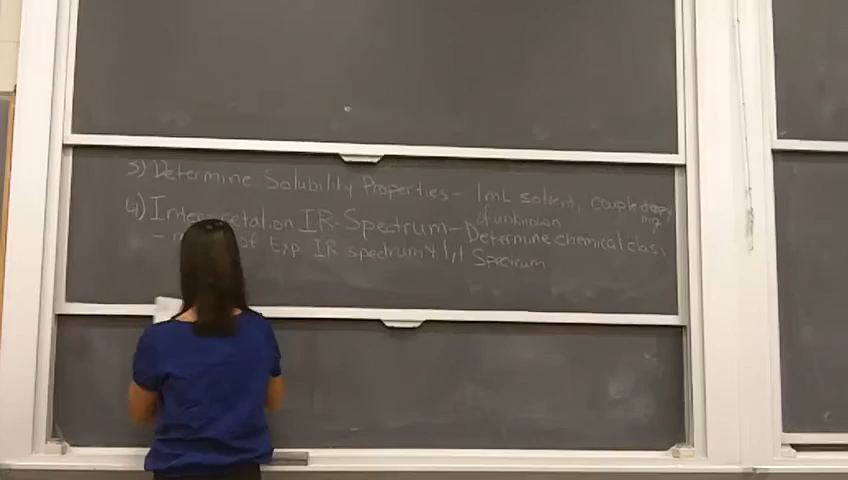 3) Determine Solubility Properties - 1mL solvent, couple
mg
of unknown
4) Interpretation IR-Spectrum - Determine chemical class
- of Exp IR spectrum & lit Spectrum